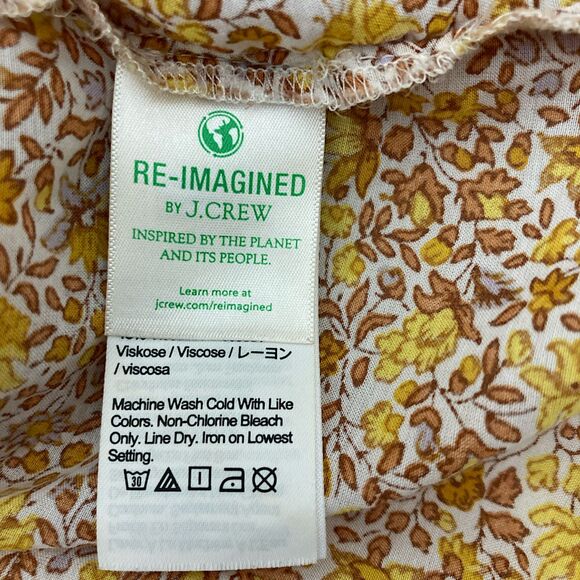 RE-IMAGINED
BY J.CREW
INSPIRED BY THE PLANET
AND ITS PEOPLE.
Learn more at
jcrew.com/reimagined
Viskose / Viscose / レーヨン
/ viscosa
Machine Wash Cold With Like
Colors. Non-Chlorine Bleach
Only. Line Dry. Iron on Lowest
Setting.
30